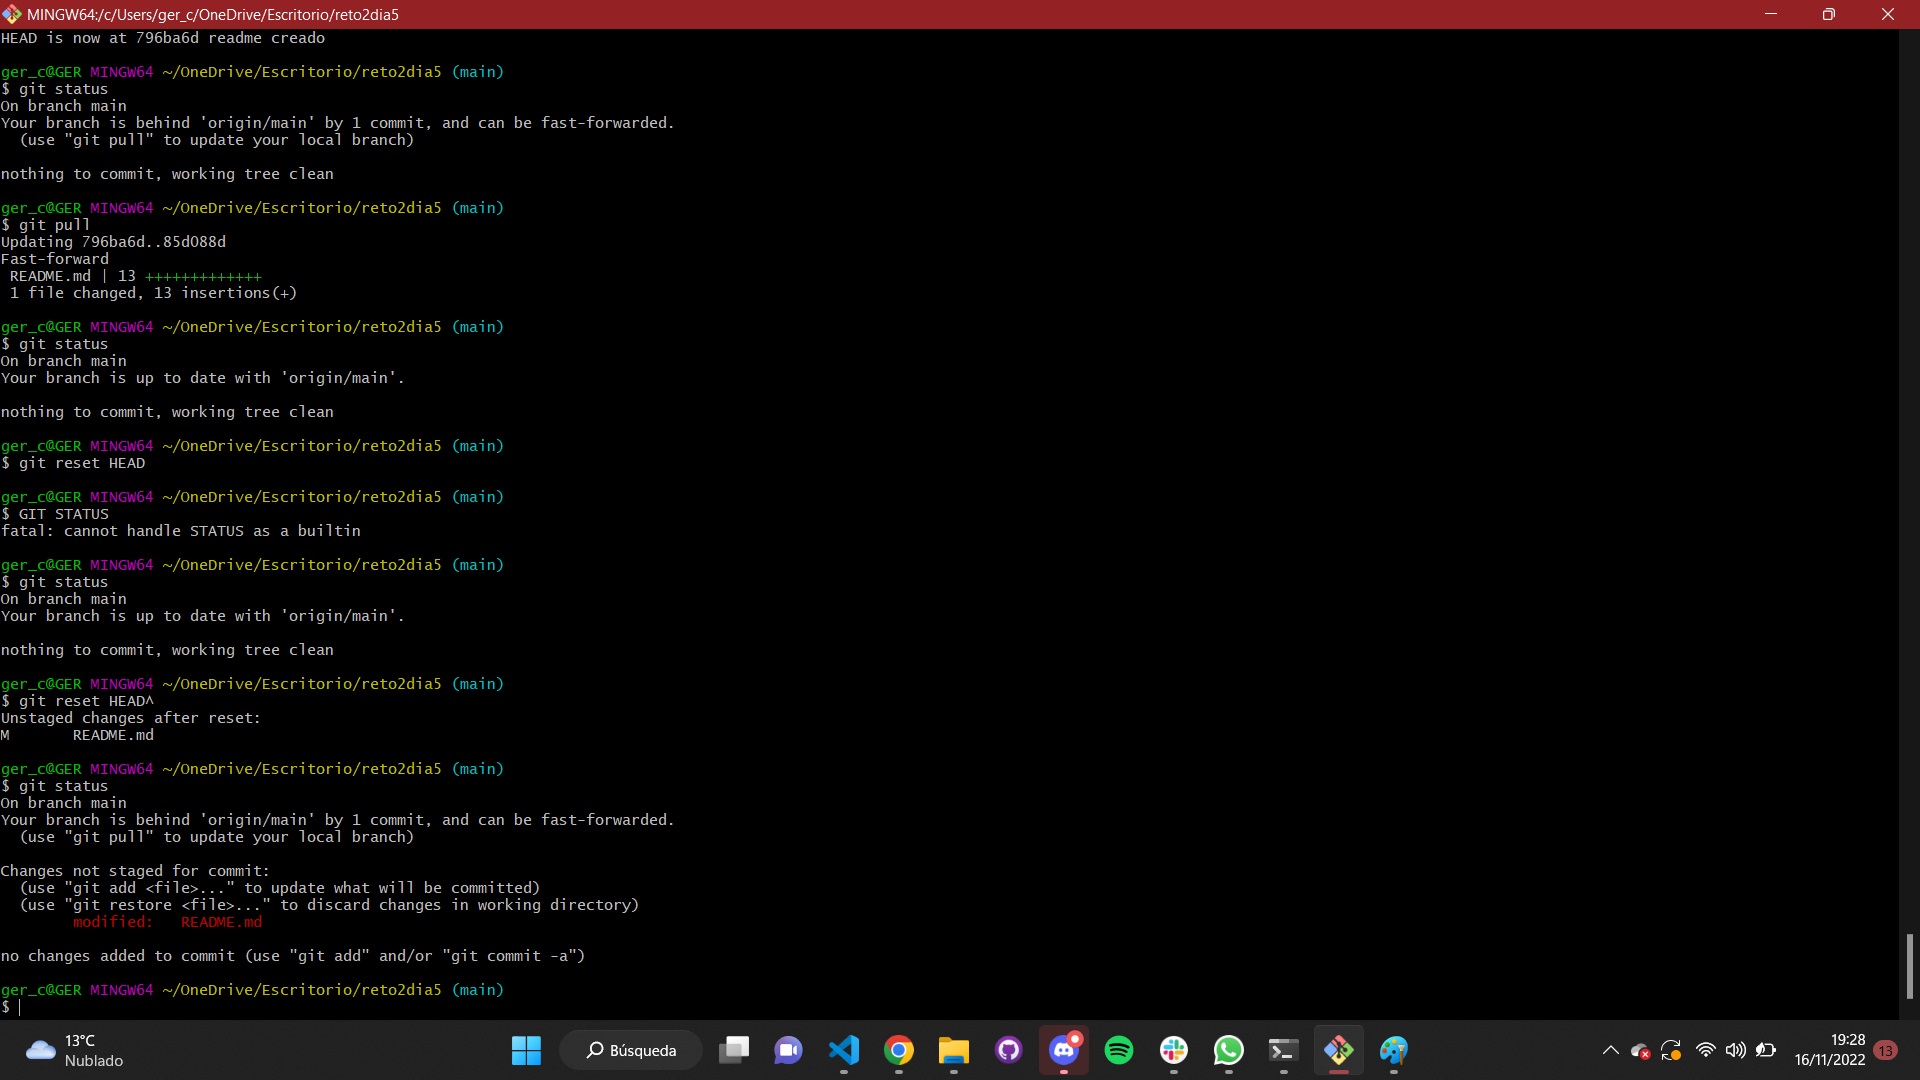 MINGW64:/c/Users/ger_c/OneDrive/Escritorio/reto2dia5
HEAD is now at 796ba6d readme creado
ger_c@GER MINGW64 ~/OneDrive/Escritorio/reto2dia5 (main)
$ git status
On branch main
Your branch is behind 'origin/main' by 1 commit, and can be fast-forwarded.
  (use "git pull" to update your local branch)
nothing to commit, working tree clean
ger_c@GER MINGW64 ~/OneDrive/Escritorio/reto2dia5 (main)
$ git pull
Updating 796ba6d..85d088d
Fast-forward
 README.md | 13 +++++++++++++
 1 file changed, 13 insertions(+)
ger_c@GER MINGW64 ~/OneDrive/Escritorio/reto2dia5 (main)
$ git status
On branch main
Your branch is up to date with 'origin/main'.
nothing to commit, working tree clean
ger_c@GER MINGW64 ~/OneDrive/Escritorio/reto2dia5 (main)
$ git reset HEAD
ger_c@GER MINGW64 ~/OneDrive/Escritorio/reto2dia5 (main)
$ GIT STATUS
fatal: cannot handle STATUS as a builtin
ger_c@GER MINGW64 ~/OneDrive/Escritorio/reto2dia5 (main)
$ git status
On branch main
Your branch is up to date with 'origin/main'.
nothing to commit, working tree clean
ger_c@GER MINGW64 ~/OneDrive/Escritorio/reto2dia5 (main)
$ git reset HEAD^
Unstaged changes after reset:
M       README.md
ger_c@GER MINGW64 ~/OneDrive/Escritorio/reto2dia5 (main)
$ git status
On branch main
Your branch is behind 'origin/main' by 1 commit, and can be fast-forwarded.
  (use "git pull" to update your local branch)
Changes not staged for commit:
  (use "git add <file>..." to update what will be committed)
  (use "git restore <file>..." to discard changes in working directory)
        modified:   README.md
no changes added to commit (use "git add" and/or "git commit -a")
ger_c@GER MINGW64 ~/OneDrive/Escritorio/reto2dia5 (main)
$
13°C
Nublado
Búsqueda
19:28
16/11/2022
13